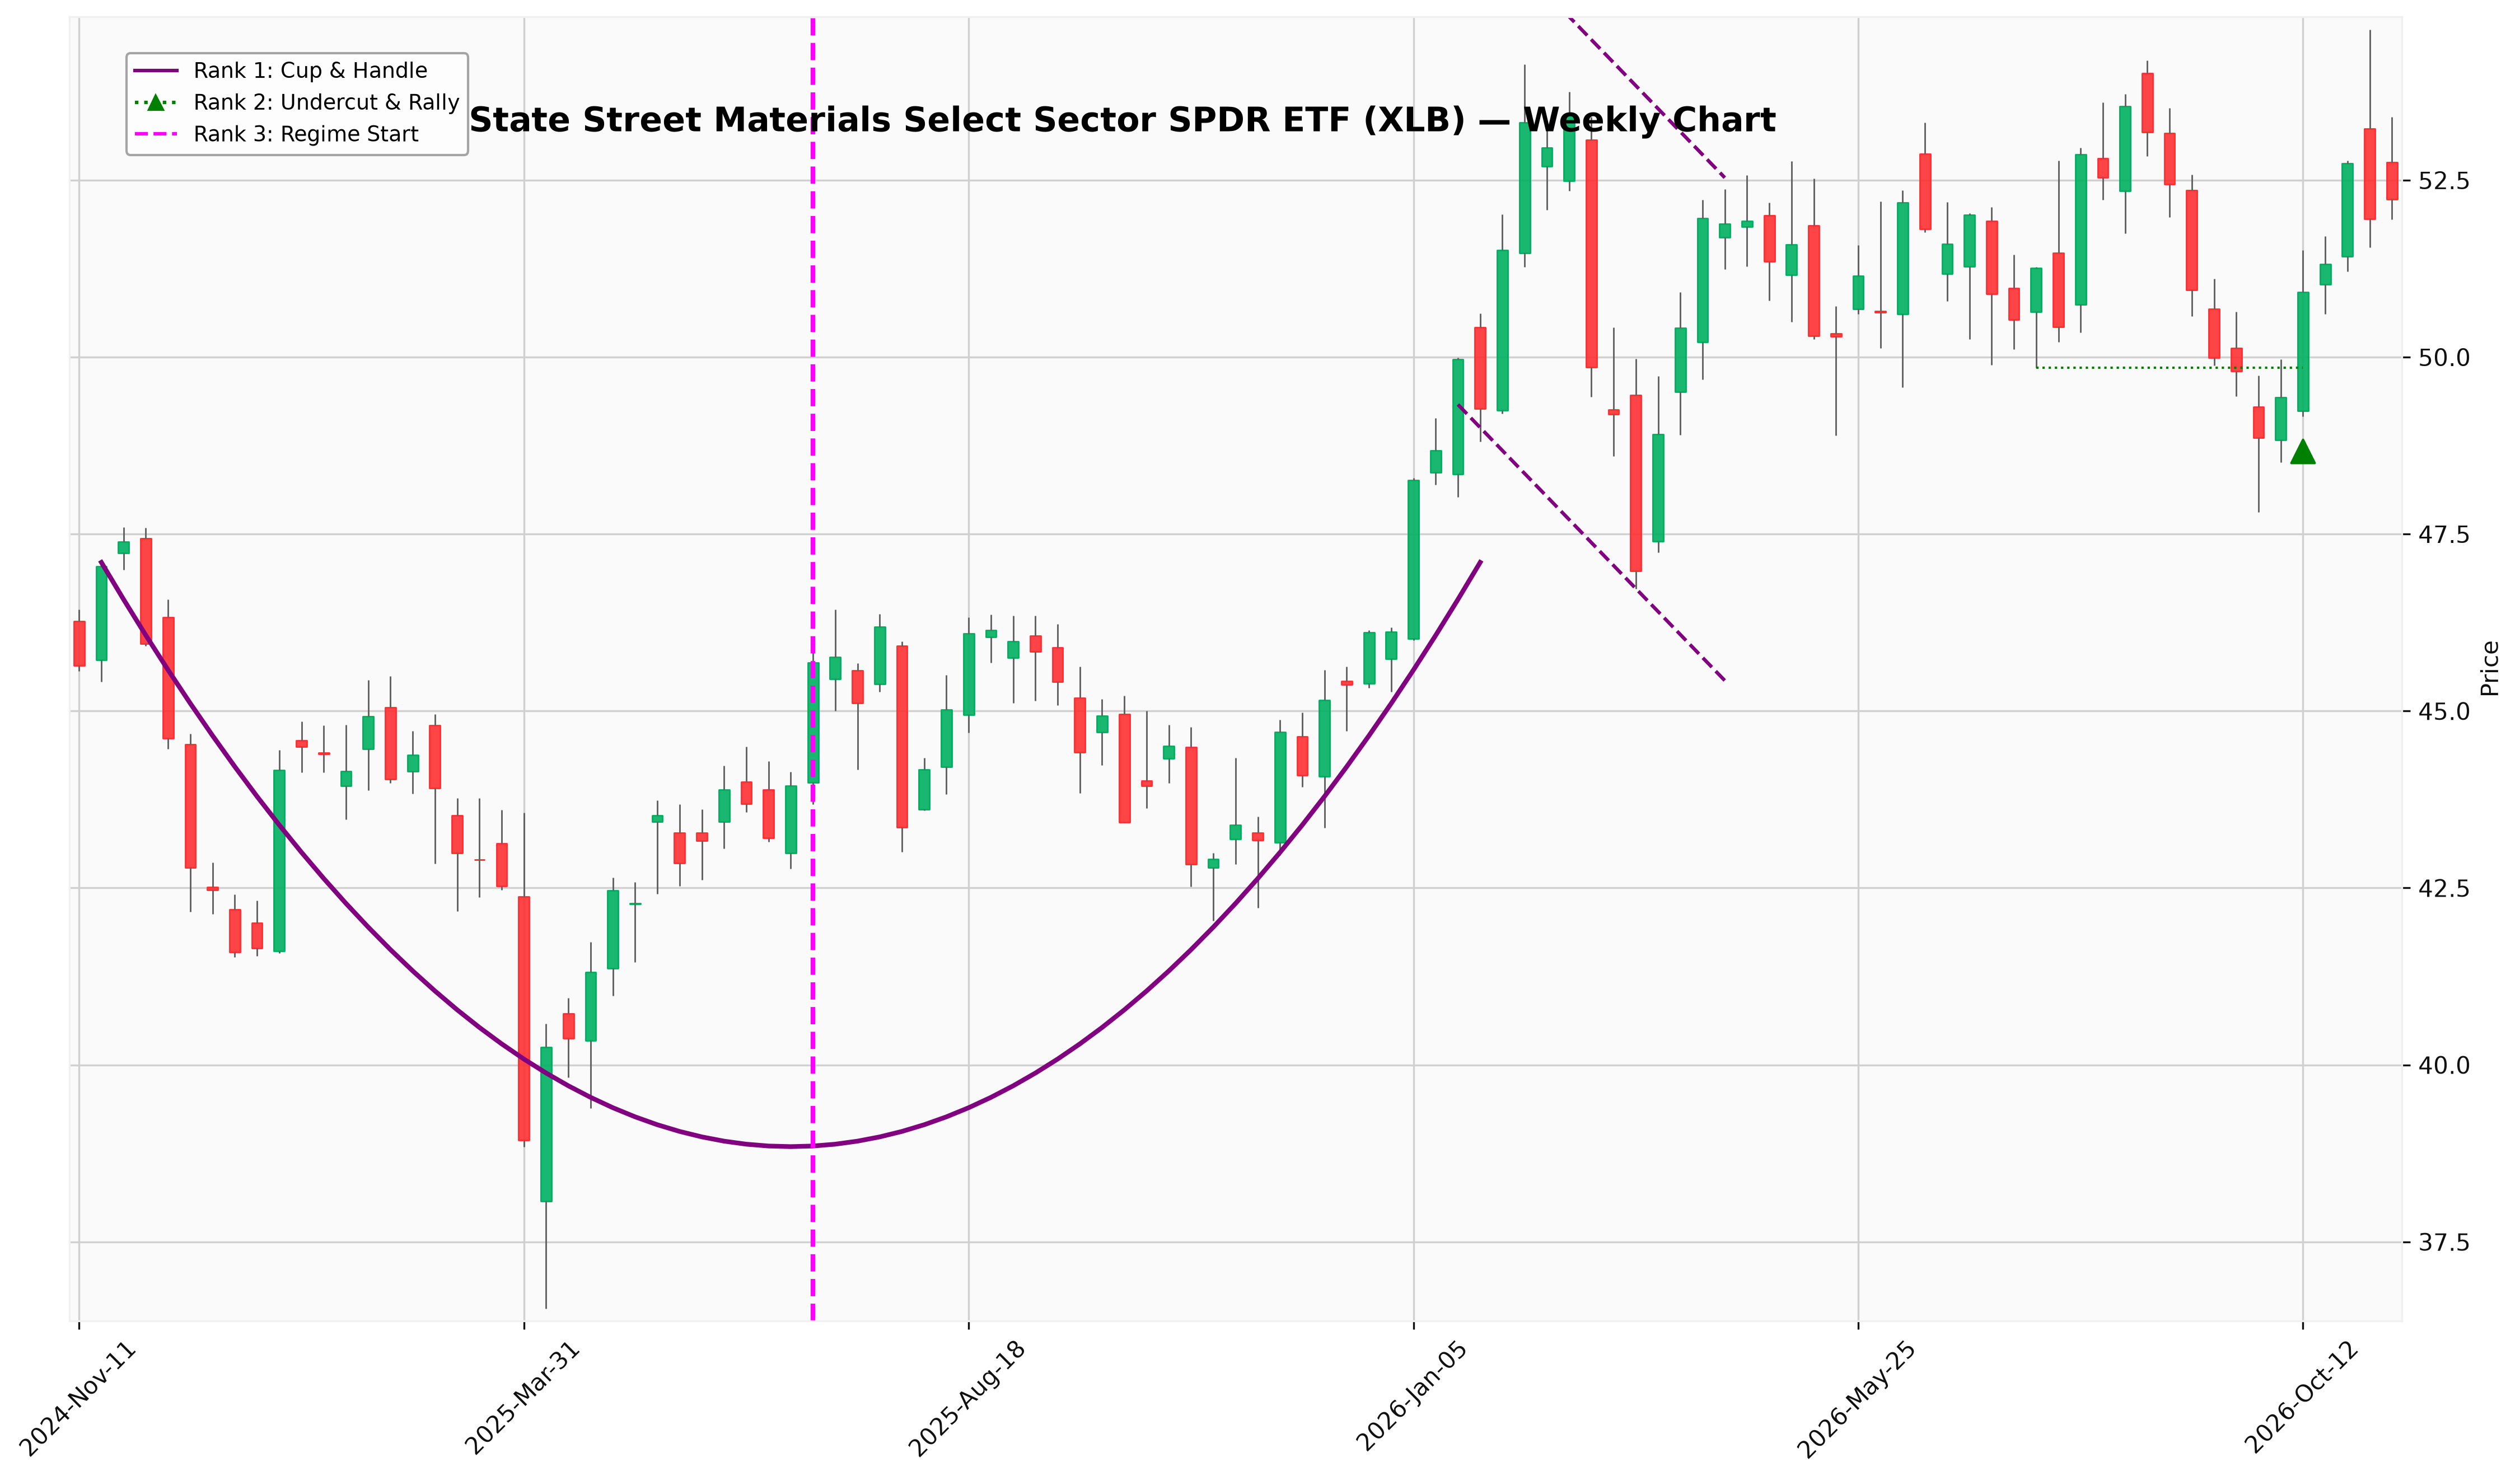 Rank 1: Cup & Handle
Rank 2: Undercut & Rally
Rank 3: Regime Start
State Street Materials Select Sector SPDR ETF (XLB) — Weekly Chart
52.5
50.0
47.5
45.0
42.5
40.0
37.5
Price
2024-Nov-11
2025-Mar-31
2025-Aug-18
2026-Jan-05
2026-May-25
2026-Oct-12